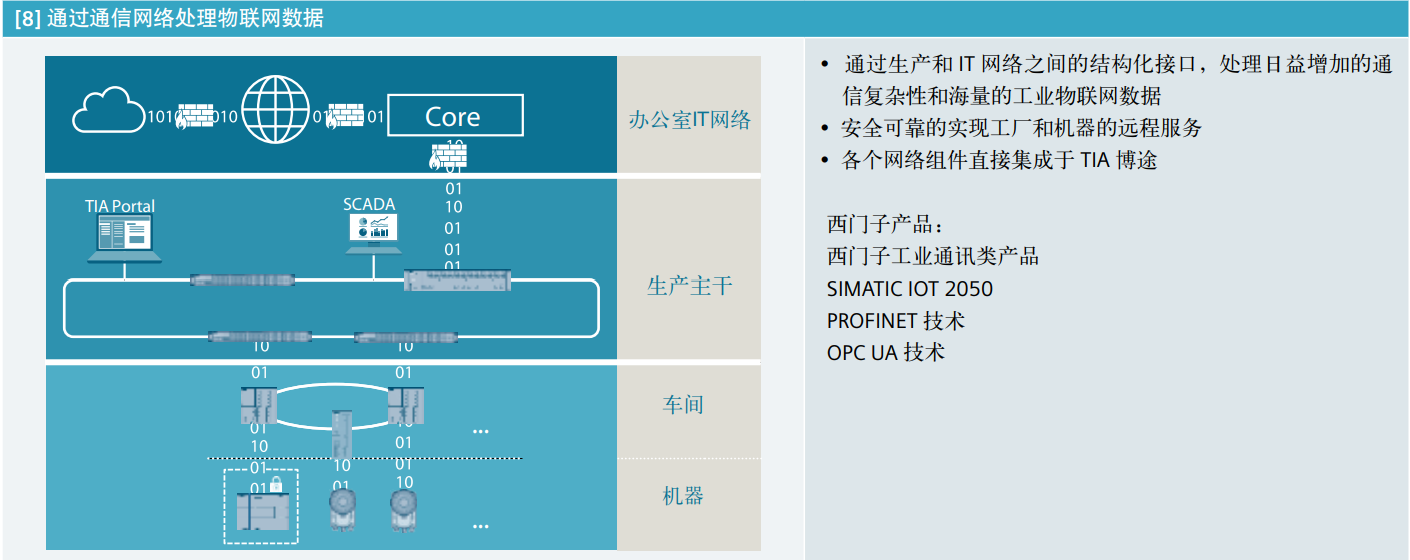 [8] 通过通信网络处理物联网数据
1010
010
01
01
Core
办公室IT网络
10
01
01
10
01
01
01
TIA Portal
SCADA
生产主干
10
10
01
01
车间
01
10
10
01
...
01
10
01
01
01
01
10
机器
...
• 通过生产和 IT 网络之间的结构化接口，处理日益增加的通
信复杂性和海量的工业物联网数据
• 安全可靠的实现工厂和机器的远程服务
• 各个网络组件直接集成于 TIA 博途
西门子产品：
西门子工业通讯类产品
SIMATIC IOT 2050
PROFINET 技术
OPC UA 技术